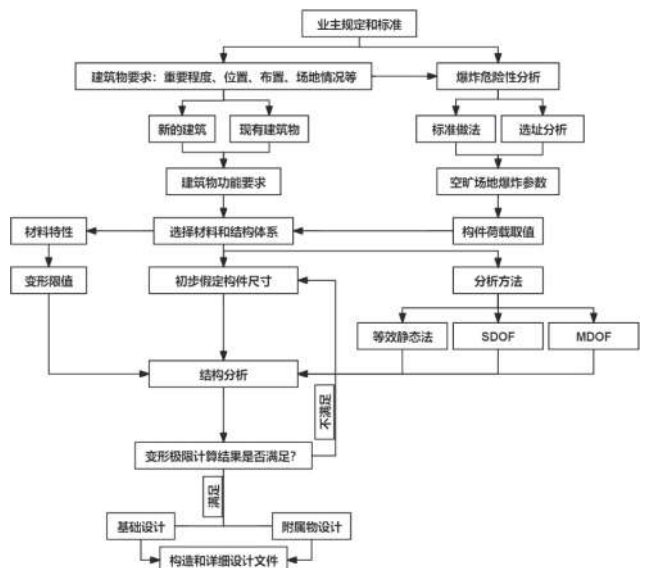 业主规定和标准
建筑物要求：重要程度、位置、布置、场地情况等
爆炸危险性分析
新的建筑
现有建筑物
标准做法
选址分析
建筑物功能要求
空旷场地爆炸参数
材料特性
选择材料和结构体系
构件荷载取值
变形限值
初步假定构件尺寸
分析方法
等效静态法
SDOF
MDOF
结构分析
不满足
变形极限计算结果是否满足?
满足
基础设计
附属物设计
构造和详细设计文件